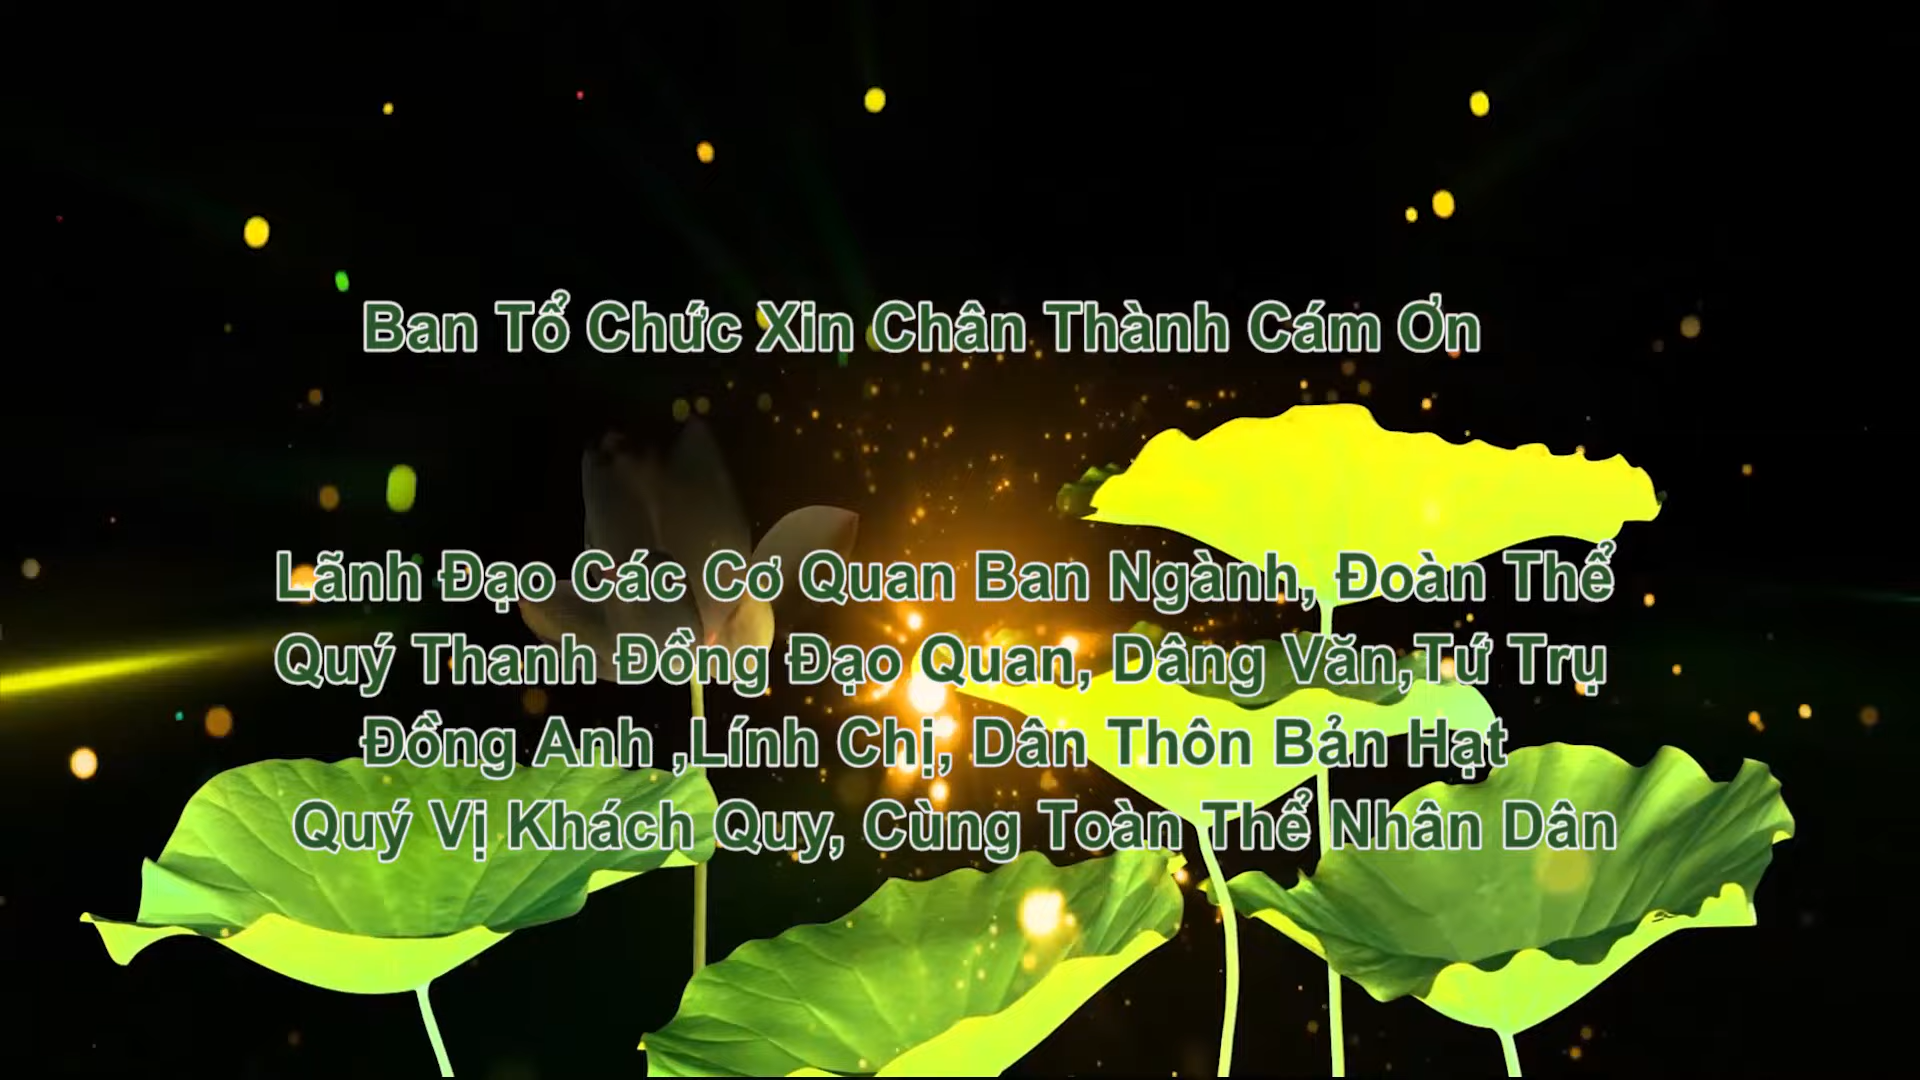 Ban Tổ Chức Xin Chân Thành Cám Ơn
Lãnh Đạo Các Cơ Quan Ban Ngành, Đoàn Thể
Quý Thanh Đồng Đạo Quan, Dâng Văn,Tứ Trụ
Đồng Anh ,Lính Chị, Dân Thôn Bản Hạt
Quý Vị Khách Quy, Cùng Toàn Thể Nhân Dân